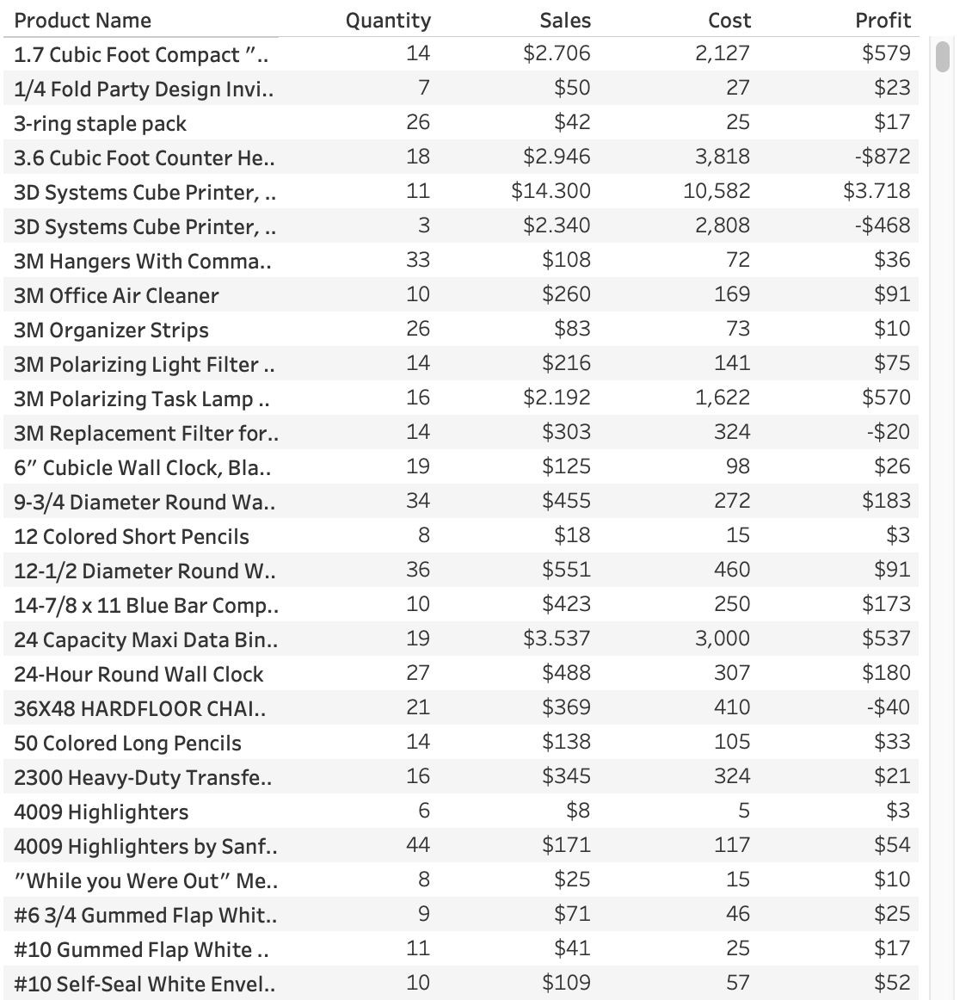 Product Name Quantity Sales Cost Profit
1.7 Cubic Foot Compact ”.. 14 $2.706 2,127 $579
1/4 Fold Party Design Invi.. 7 $50 27 $23
3-ring staple pack 26 $42 25 $17
3.6 Cubic Foot Counter He.. 18 $2.946 3,818 -$872
3D Systems Cube Printer, .. 11 $14.300 10,582 $3.718
3D Systems Cube Printer, .. 3 $2.340 2,808 -$468
3M Hangers With Comma.. 33 $108 72 $36
3M Office Air Cleaner 10 $260 169 $91
3M Organizer Strips 26 $83 73 $10
3M Polarizing Light Filter .. 14 $216 141 $75
3M Polarizing Task Lamp .. 16 $2.192 1,622 $570
3M Replacement Filter for.. 14 $303 324 -$20
6” Cubicle Wall Clock, Bla.. 19 $125 98 $26
9-3/4 Diameter Round Wa.. 34 $455 272 $183
12 Colored Short Pencils 8 $18 15 $3
12-1/2 Diameter Round W.. 36 $551 460 $91
14-7/8 x 11 Blue Bar Comp.. 10 $423 250 $173
24 Capacity Maxi Data Bin.. 19 $3.537 3,000 $537
24-Hour Round Wall Clock 27 $488 307 $180
36X48 HARDFLOOR CHAI.. 21 $369 410 -$40
50 Colored Long Pencils 14 $138 105 $33
2300 Heavy-Duty Transfe.. 16 $345 324 $21
4009 Highlighters 6 $8 5 $3
4009 Highlighters by Sanf.. 44 $171 117 $54
”While you Were Out” Me.. 8 $25 15 $10
#6 3/4 Gummed Flap Whit.. 9 $71 46 $25
#10 Gummed Flap White .. 11 $41 25 $17
#10 Self-Seal White Envel.. 10 $109 57 $52